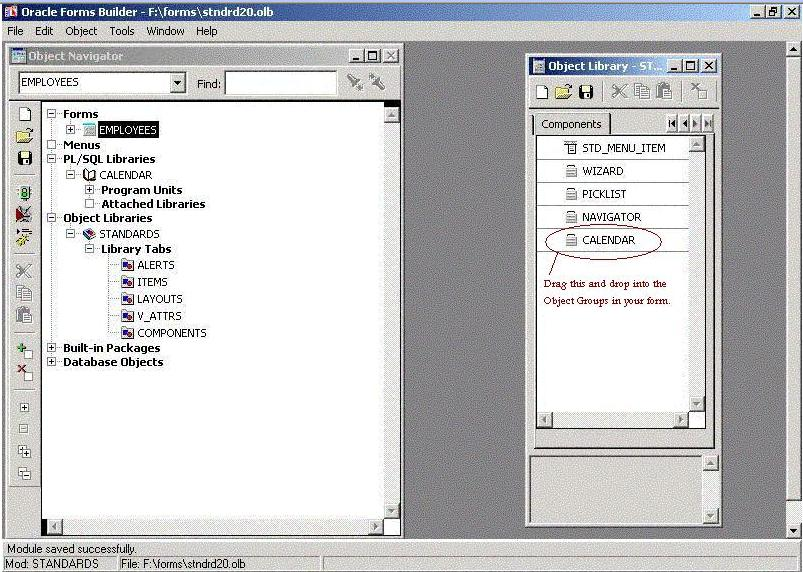 Oracle Forms Builder - F:\forms\stndrd20.olb
File Edit Object Tools Window Help
Object Navigator
EMPLOYEES
Find:
Forms
EMPLOYEES
Menus
PL/SQL Libraries
CALENDAR
Program Units
Attached Libraries
Object Libraries
STANDARDS
Library Tabs
ALERTS
ITEMS
LAYOUTS
V_ATTRS
COMPONENTS
Built-in Packages
Database Objects
Object Library - ST...
Components
STD_MENU_ITEM
WIZARD
PICKLIST
NAVIGATOR
CALENDAR
Drag this and drop into the
Object Groups in your form.
Module saved successfully.
Mod: STANDARDS File: F:\forms\stndrd20.olb